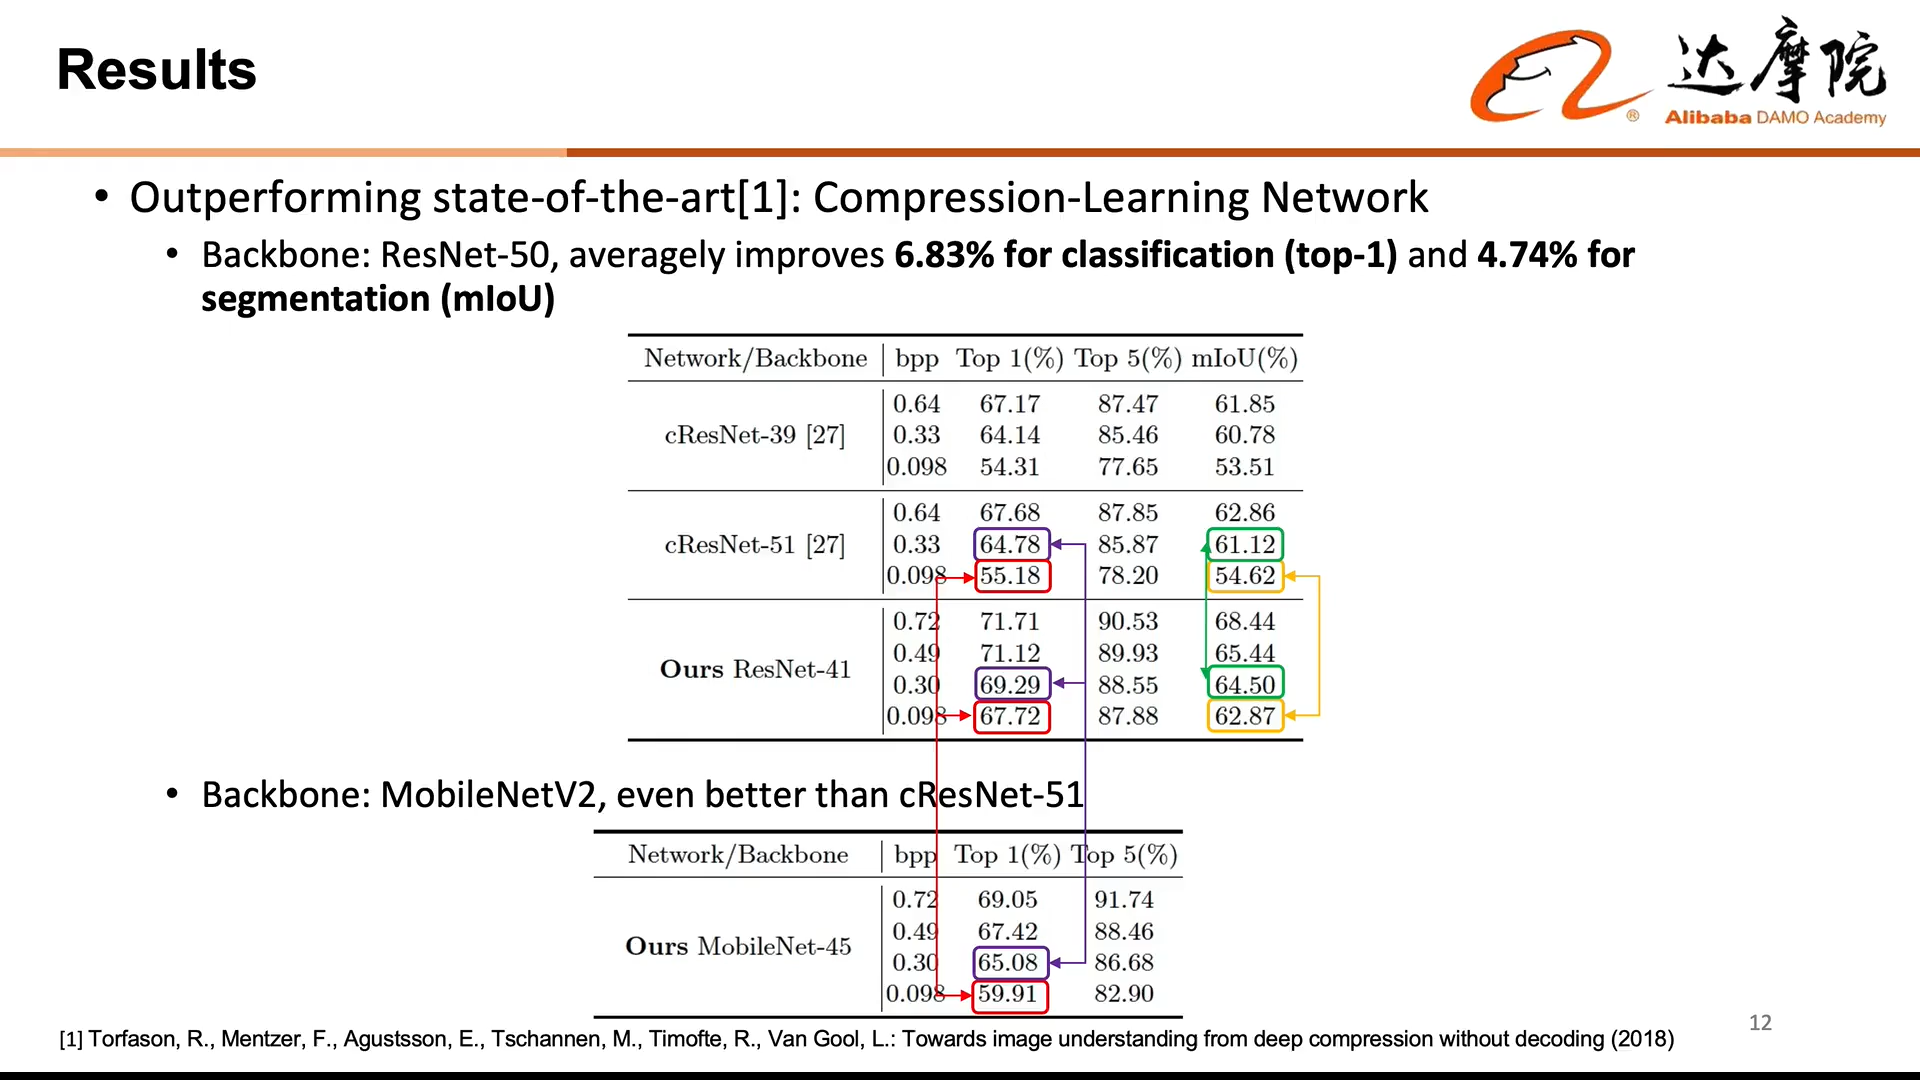 Results
达摩院
Alibaba DAMO Academy
®
• Outperforming state-of-the-art[1]: Compression-Learning Network
• Backbone: ResNet-50, averagely improves 6.83% for classification (top-1) and 4.74% for
segmentation (mIoU)
Network/Backbone bpp Top 1(%) Top 5(%) mIoU(%)
0.64 67.17 87.47 61.85
cResNet-39 [27] 0.33 64.14 85.46 60.78
0.098 54.31 77.65 53.51
0.64 67.68 87.85 62.86
cResNet-51 [27] 0.33 64.78 85.87 61.12
0.098 55.18 78.20 54.62
0.72 71.71 90.53 68.44
0.49 71.12 89.93 65.44
Ours ResNet-41
0.30 69.29 88.55 64.50
0.098 67.72 87.88 62.87
• Backbone: MobileNetV2, even better than cResNet-51
Network/Backbone bpp Top 1(%) Top 5(%)
0.72 69.05 91.74
0.49 67.42 88.46
Ours MobileNet-45
0.30 65.08 86.68
0.098 59.91 82.90
12
[1] Torfason, R., Mentzer, F., Agustsson, E., Tschannen, M., Timofte, R., Van Gool, L.: Towards image understanding from deep compression without decoding (2018)